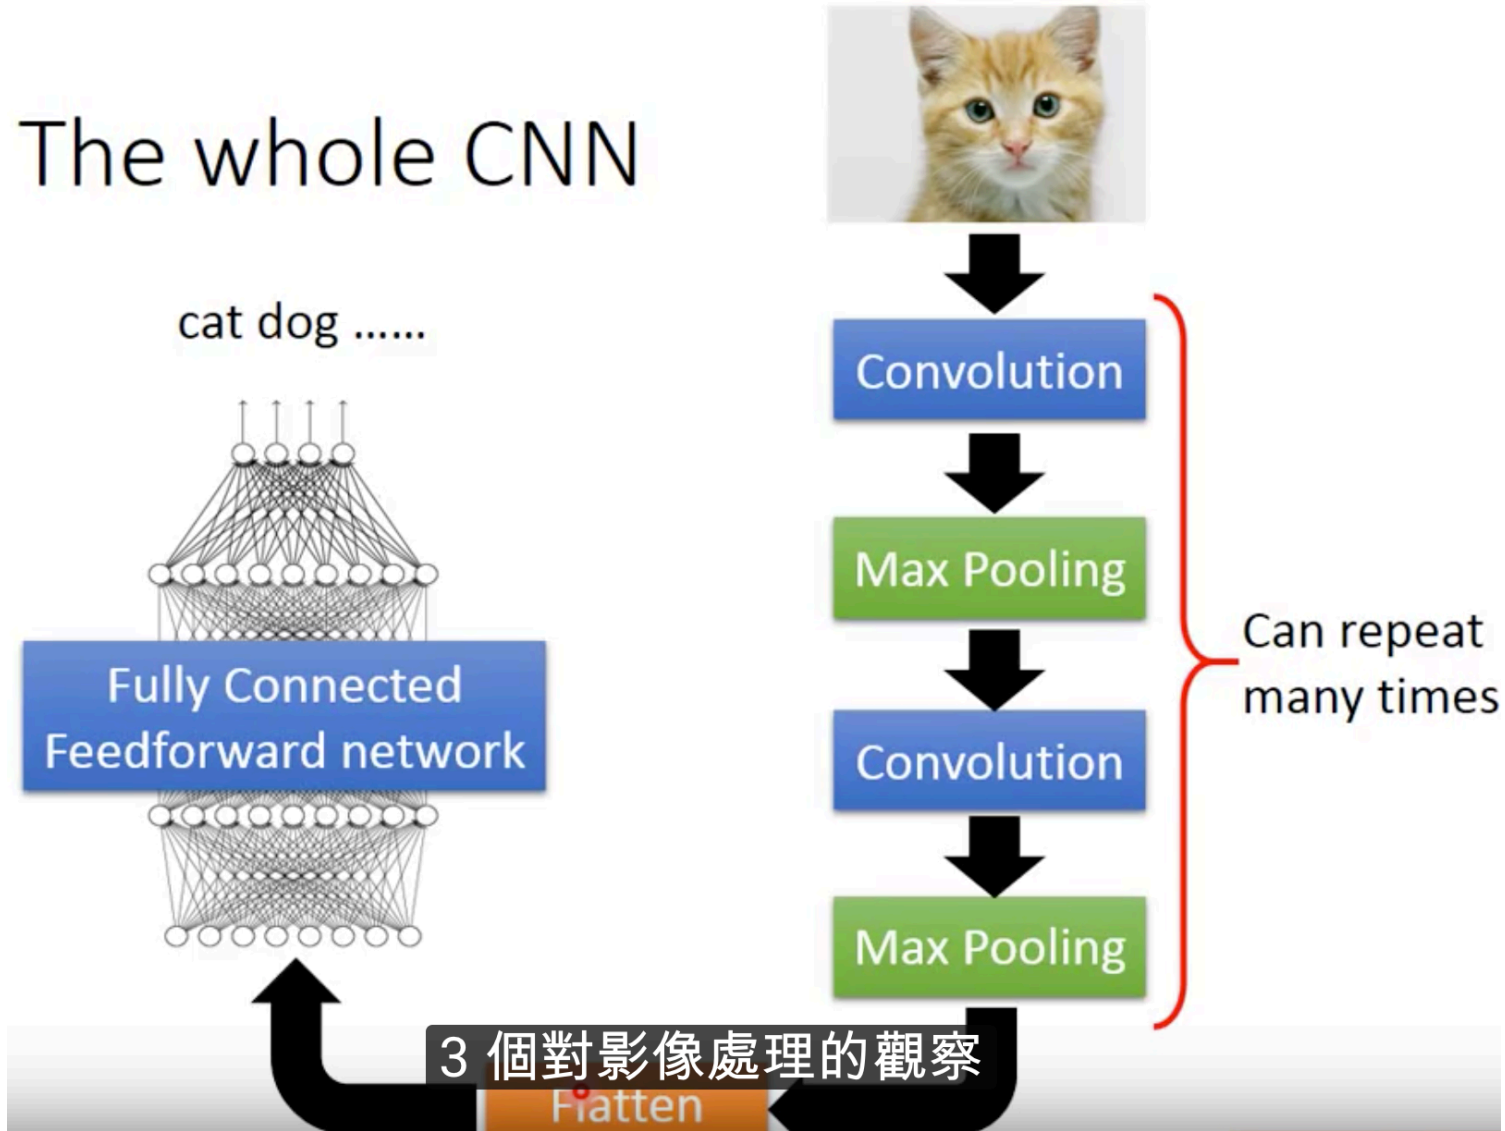 The whole CNN
cat dog ......
Fully Connected
Feedforward network
Convolution
Max Pooling
Convolution
Max Pooling
Can repeat
many times
3 個對影像處理的觀察
Flatten